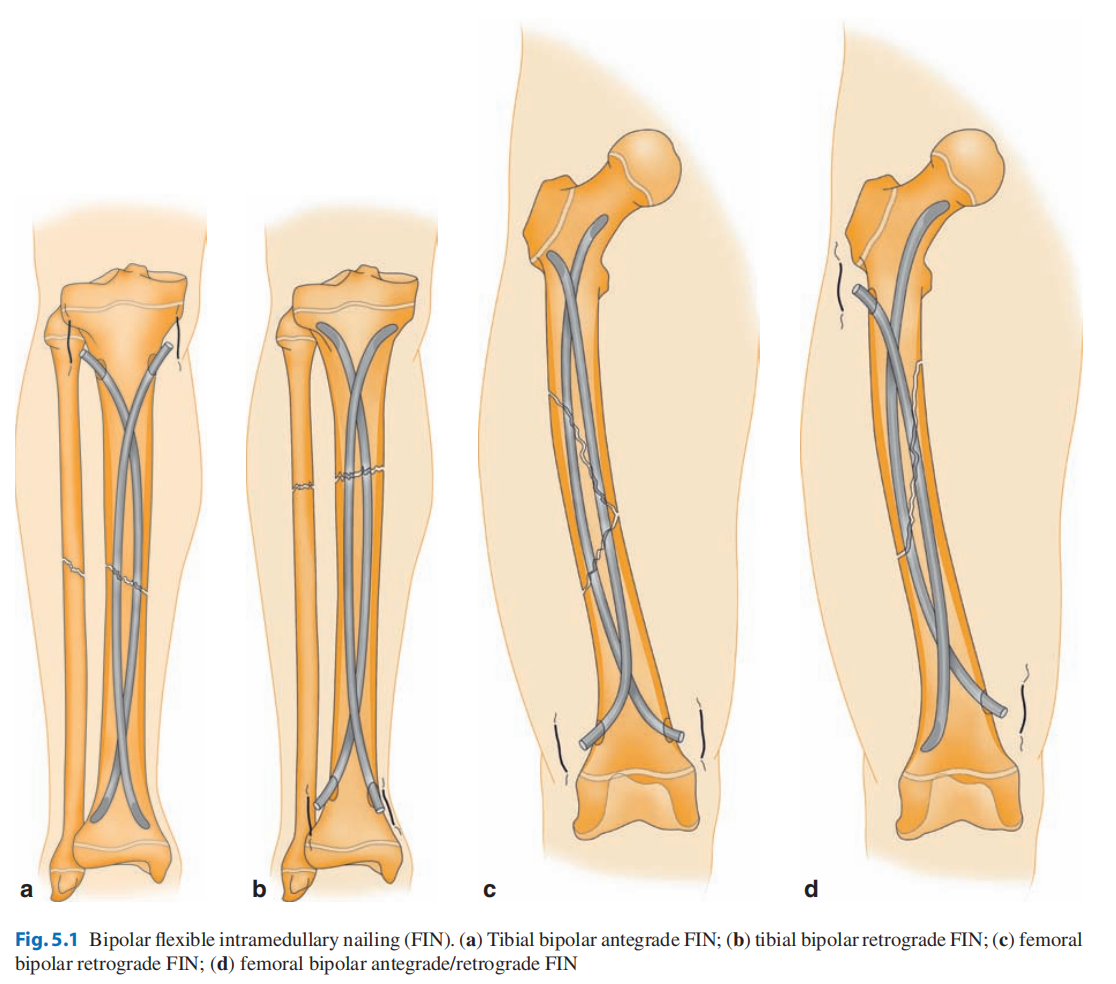 a
b
c
d
Fig. 5.1 Bipolar flexible intramedullary nailing (FIN). (a) Tibial bipolar antegrade FIN; (b) tibial bipolar retrograde FIN; (c) femoral
bipolar retrograde FIN; (d) femoral bipolar antegrade/retrograde FIN